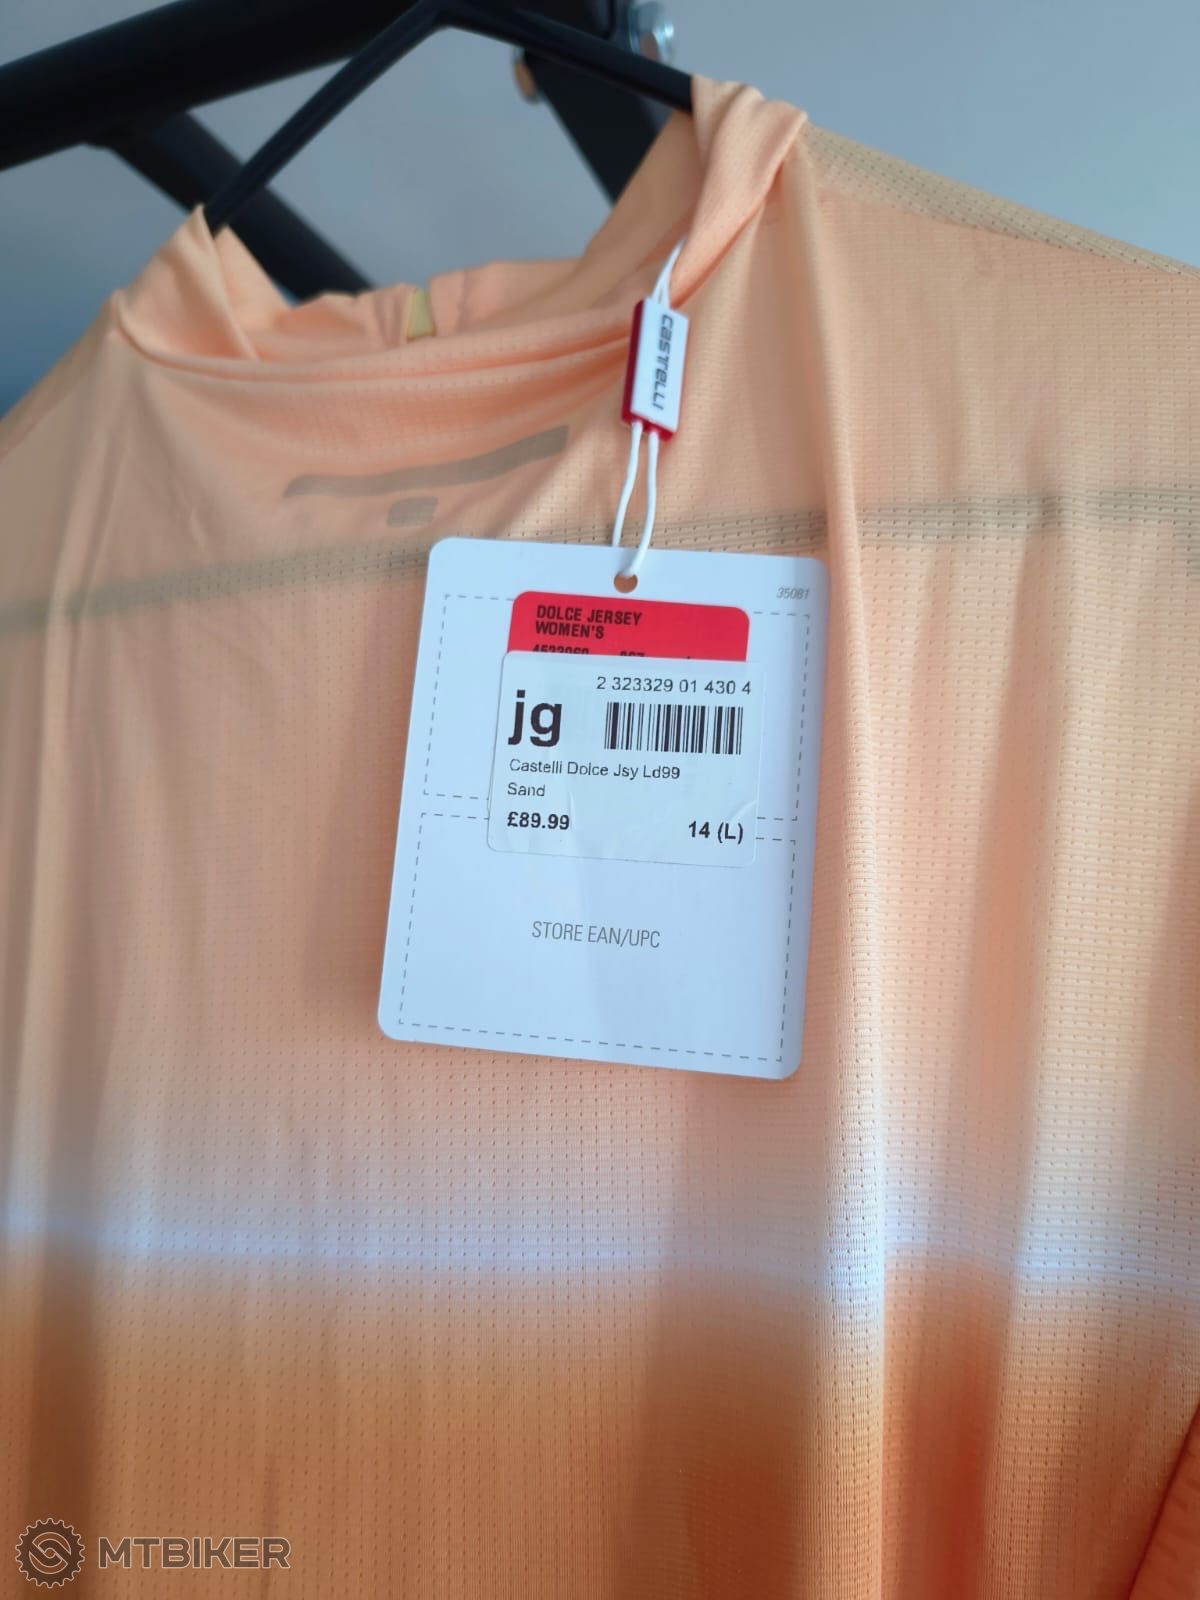 CASTELLI
35081
DOLCE JERSEY
WOMEN'S
2 323329 01 430 4
jg
Castelli Dolce Jsy Ld99
Sand
£89.99
14 (L)
STORE EAN/UPC
MTBIKER